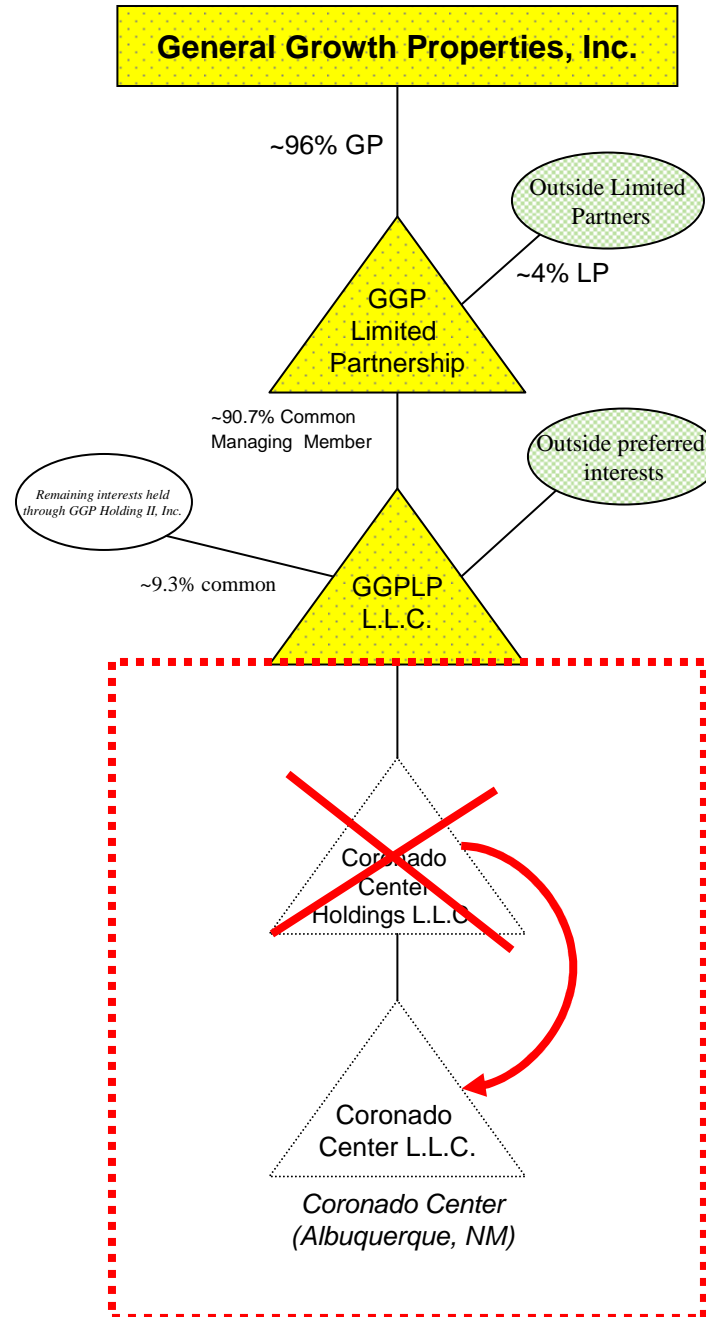 General Growth Properties, Inc.
~96% GP
Outside Limited
Partners
~4% LP
GGP
Limited
Partnership
~90.7% Common
Managing Member
Outside preferred
interests
Remaining interests held
through GGP Holding II, Inc.
~9.3% common
GGPLP
L.L.C.
Coronado
Center
Holdings L.L.C.
Coronado
Center L.L.C.
Coronado Center
(Albuquerque, NM)